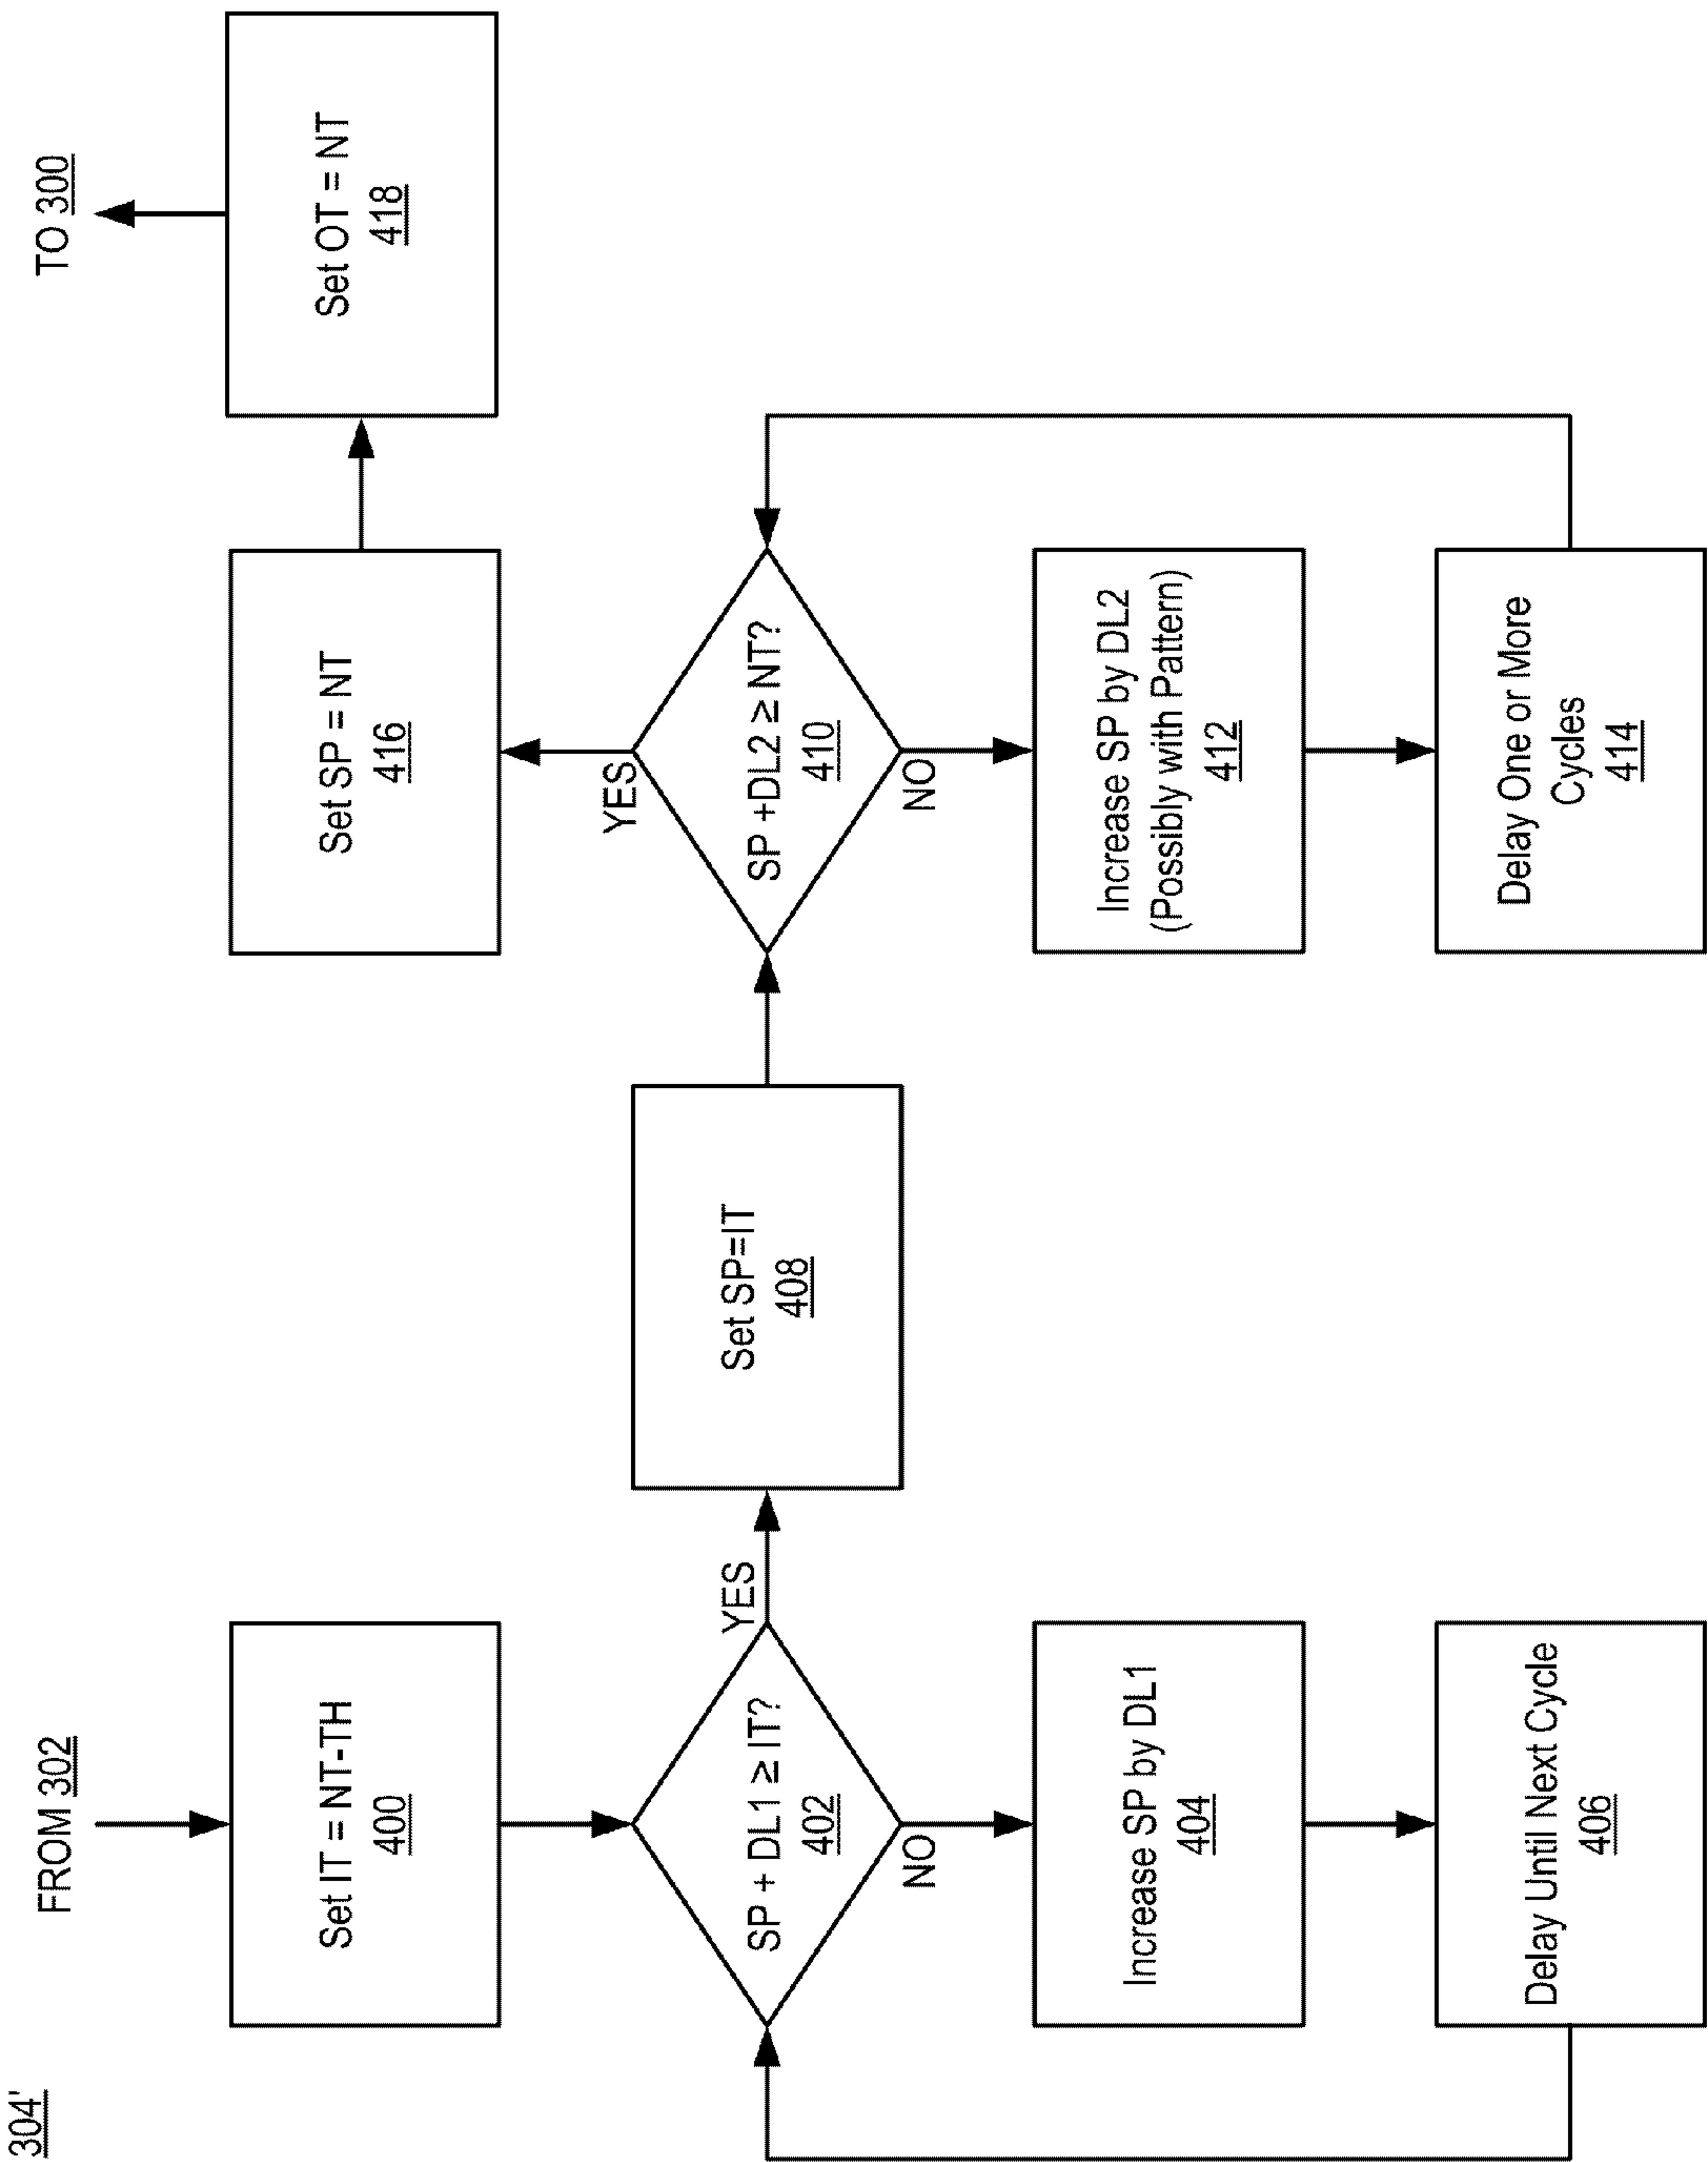 304'
FROM 302
Set IT = NT-TH
400
SP + DL1 ≥ IT?
402
YES
NO
Increase SP by DL1
404
Delay Until Next Cycle
406
Set SP=IT
408
SP +DL2 ≥ NT?
410
YES
NO
Increase SP by DL2
(Possibly with Pattern)
412
Delay One or More
Cycles
414
Set SP = NT
416
Set OT = NT
418
TO 300